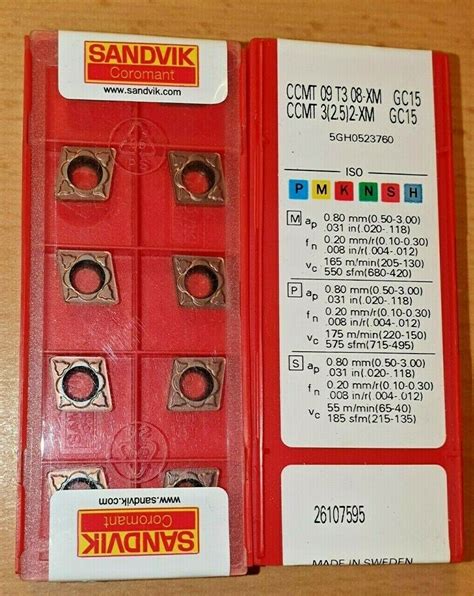 SANDVIK
Coromant
www.sandvik.com
www.sandvik.com
Coromant
SANDVIK
CCMT 09 T3 08-XM GC15
CCMT 3(2.5)2-XM GC15
5GH0523760
ISO
P M K N S H
M ap 0.80 mm(0.50-3.00)
.031 in(.020-.118)
fn 0.20 mm/r(0.10-0.30)
.008 in/r(.004-.012)
vc 165 m/min(205-130)
550 sfm(680-420)
P ap 0.80 mm(0.50-3.00)
.031 in(.020-.118)
fn 0.20 mm/r(0.10-0.30)
.008 in/r(.004-.012)
vc 175 m/min(220-150)
575 sfm(715-495)
S ap 0.80 mm(0.50-3.00)
.031 in(.020-.118)
fn 0.20 mm/r(0.10-0.30)
.008 in/r(.004-.012)
vc 55 m/min(65-40)
185 sfm(215-135)
26107595
MADE IN SWEDEN